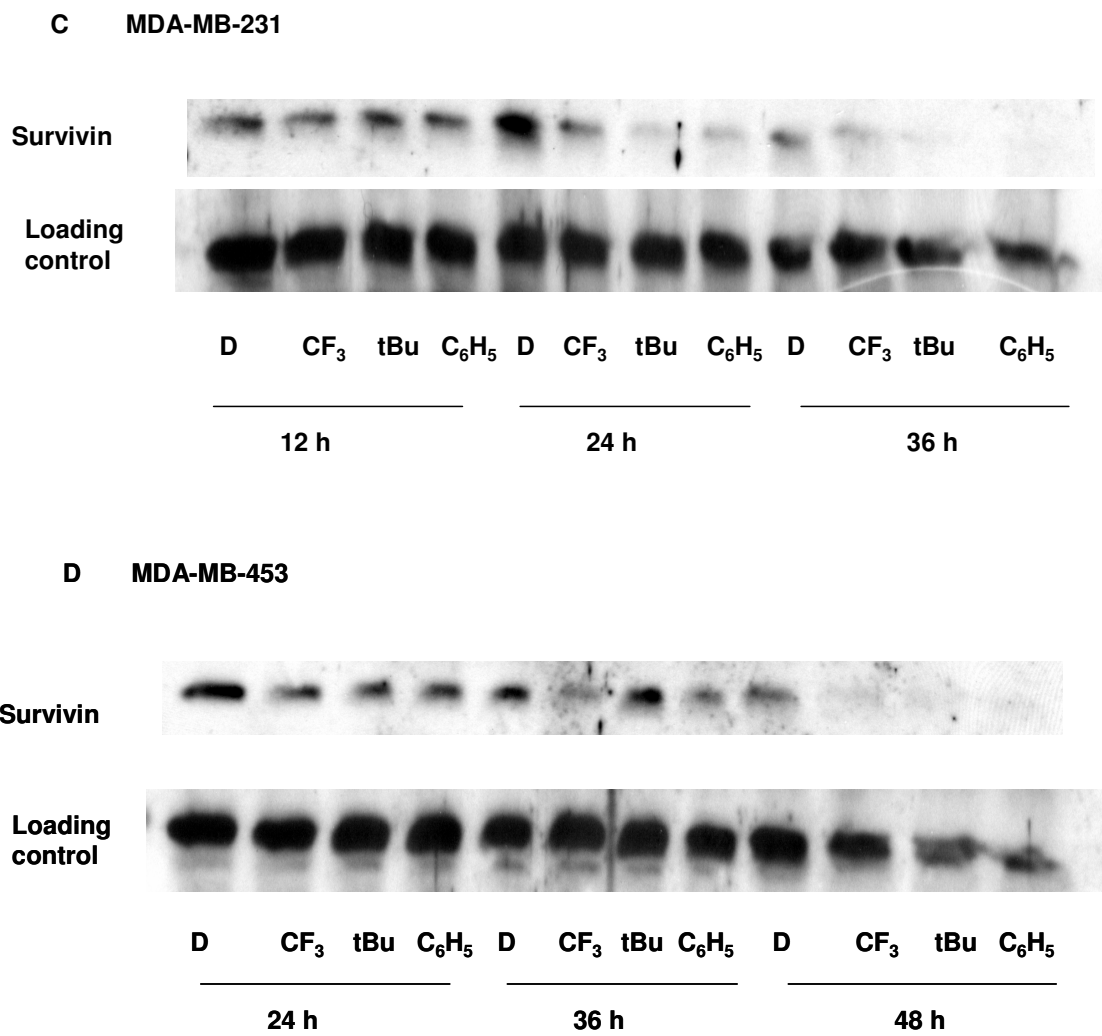 C MDA-MB-231
Survivin
Loading
control
D CF₃ tBu C₆H₅ D CF₃ tBu C₆H₅ D CF₃ tBu C₆H₅
12 h 24 h 36 h
D MDA-MB-453
Survivin
Loading
control
D CF₃ tBu C₆H₅ D CF₃ tBu C₆H₅ D CF₃ tBu C₆H₅
24 h 36 h 48 h